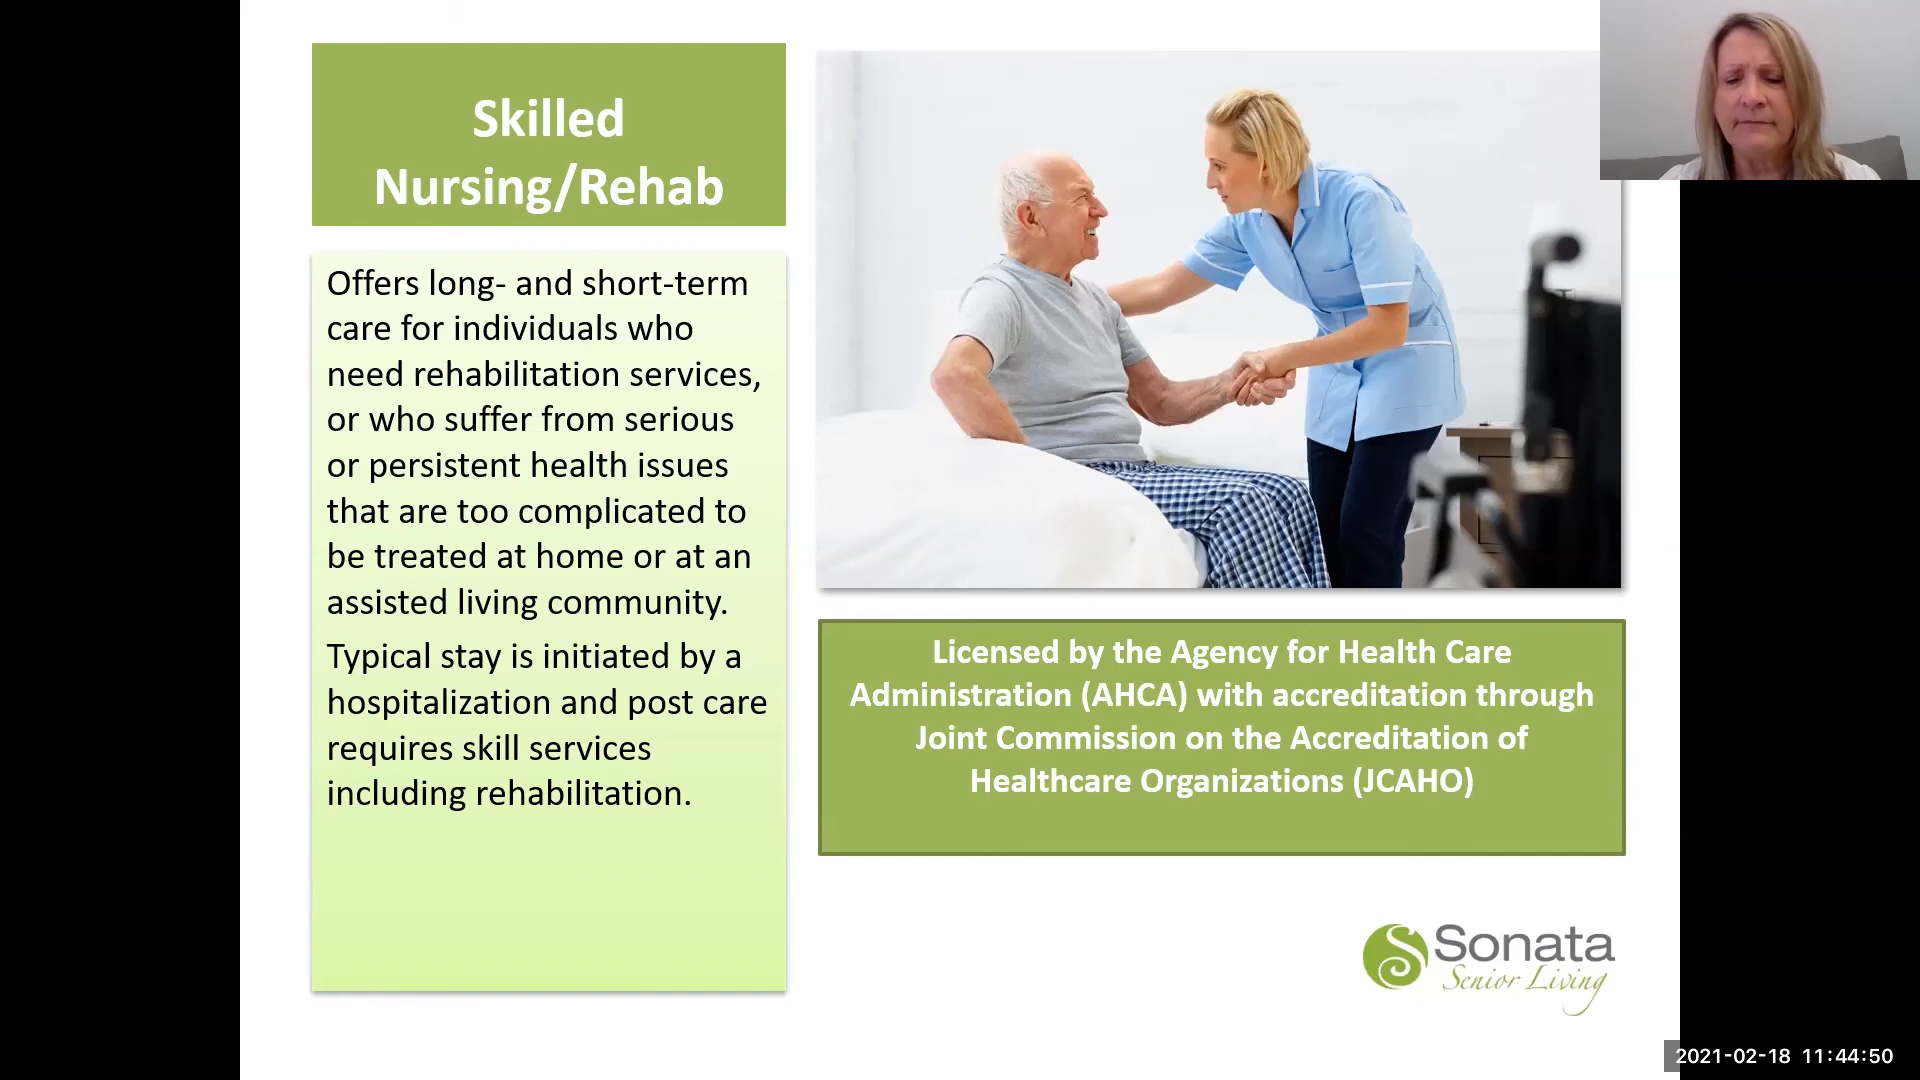 Skilled
Nursing/Rehab
Offers long- and short-term
care for individuals who
need rehabilitation services,
or who suffer from serious
or persistent health issues
that are too complicated to
be treated at home or at an
assisted living community.
Typical stay is initiated by a
hospitalization and post care
requires skill services
including rehabilitation.
Licensed by the Agency for Health Care
Administration (AHCA) with accreditation through
Joint Commission on the Accreditation of
Healthcare Organizations (JCAHO)
Sonata
Senior Living
2021-02-18 11:44:50